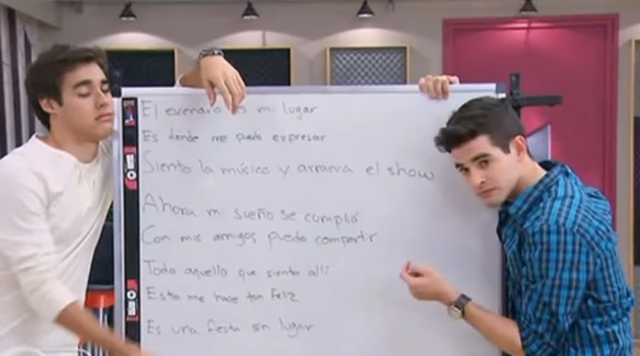 El escenario es mi lugar
Es donde me puedo expresar
Siento la música y arranca el show
Ahora mi sueño se cumplió
Con mis amigos puedo compartir
Todo aquello que siento allí
Esto me hace tan feliz
Es una fiesta sin lugar